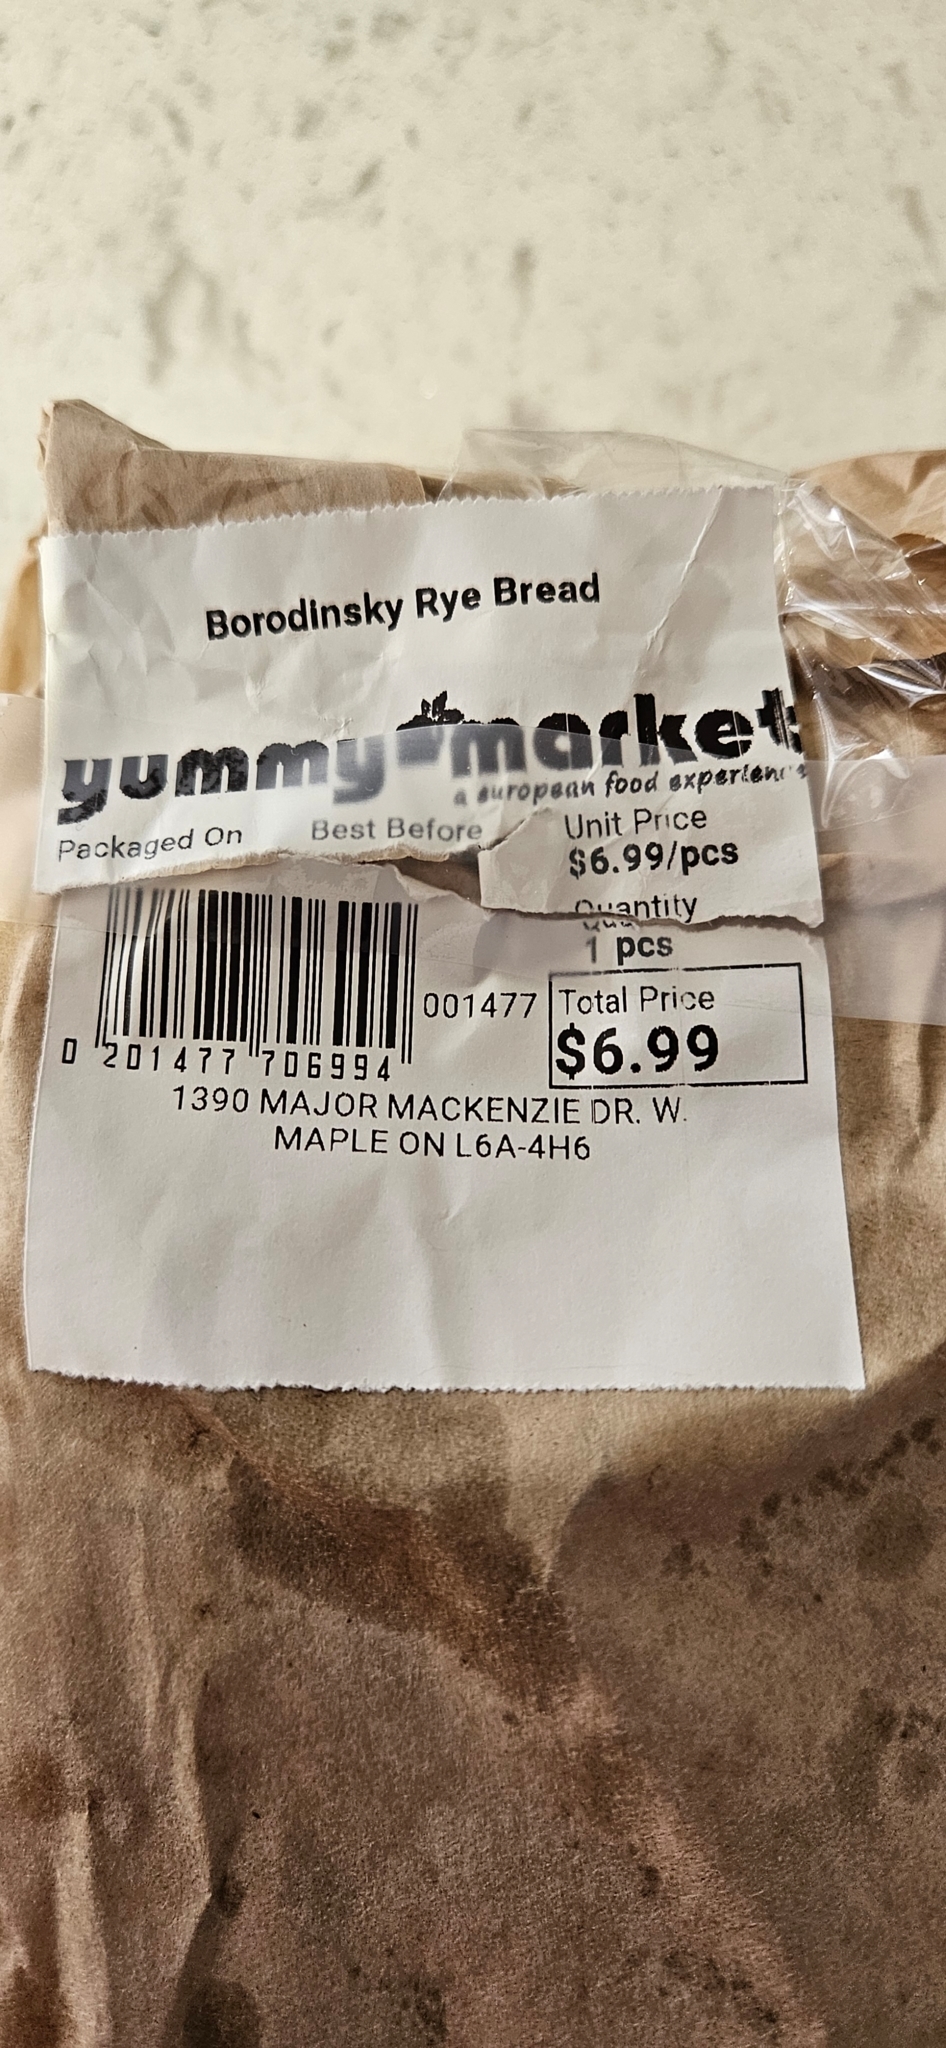 Borodinsky Rye Bread
yummy market
a european food experience
Packaged On Best Before Unit Price
$6.99/pcs
Quantity
1 pcs
001477 Total Price
$6.99
0 201477 706994
1390 MAJOR MACKENZIE DR. W.
MAPLE ON L6A-4H6